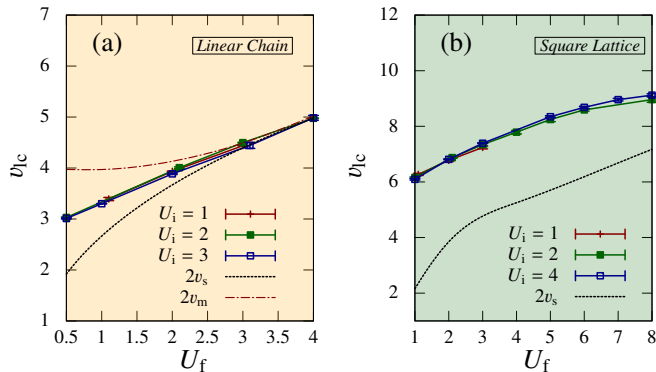 (a)
Linear Chain
v_lc
7
6
5
4
3
2
1
U_i = 1
U_i = 2
U_i = 3
2v_s
2v_m
0.5 1 1.5 2 2.5 3 3.5 4
U_f
(b)
Square Lattice
v_lc
12
10
8
6
4
2
U_i = 1
U_i = 2
U_i = 4
2v_s
1 2 3 4 5 6 7 8
U_f